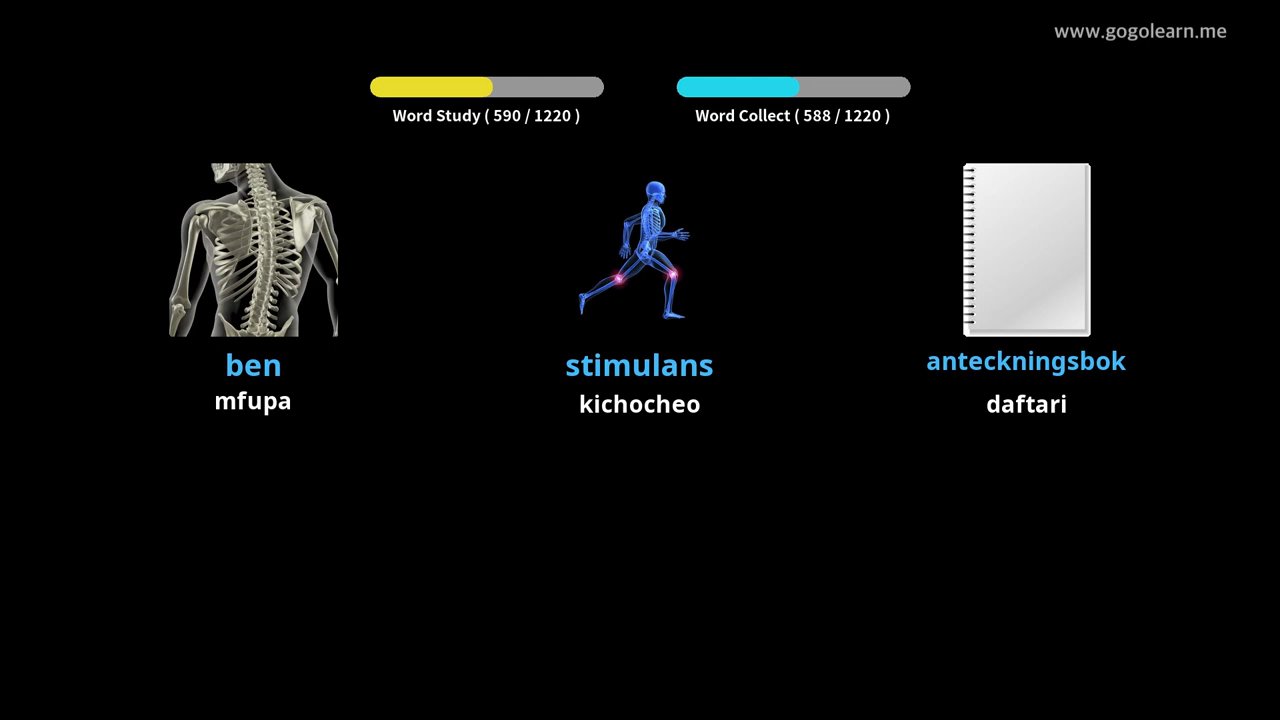 www.gogolearn.me
Word Study ( 590 / 1220 )
Word Collect ( 588 / 1220 )
ben
mfupa
stimulans
kichocheo
anteckningsbok
daftari